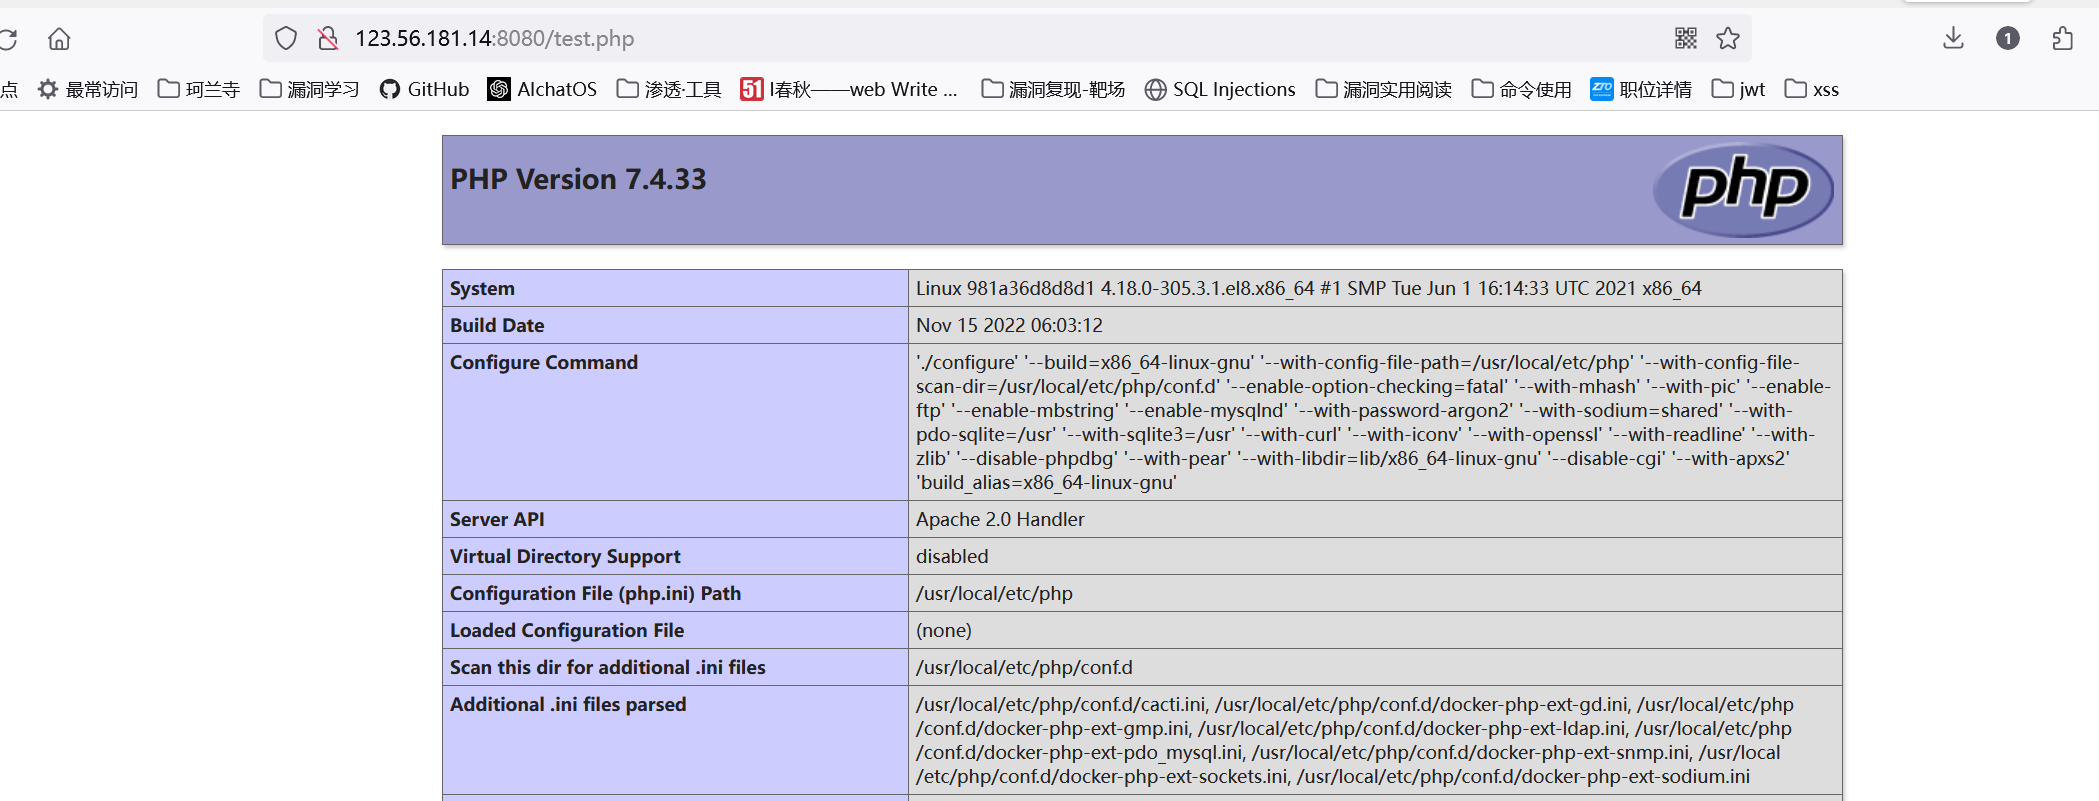 123.56.181.14:8080/test.php
1
点 最常访问 珂兰寺 漏洞学习 GitHub AIchatOS 渗透·工具 51 I春秋——web Write ... 漏洞复现-靶场 SQL Injections 漏洞实用阅读 命令使用 ZTO 职位详情 jwt xss
PHP Version 7.4.33
php
System Linux 981a36d8d8d1 4.18.0-305.3.1.el8.x86_64 #1 SMP Tue Jun 1 16:14:33 UTC 2021 x86_64
Build Date Nov 15 2022 06:03:12
Configure Command './configure' '--build=x86_64-linux-gnu' '--with-config-file-path=/usr/local/etc/php' '--with-config-file-
scan-dir=/usr/local/etc/php/conf.d' '--enable-option-checking=fatal' '--with-mhash' '--with-pic' '--enable-
ftp' '--enable-mbstring' '--enable-mysqlnd' '--with-password-argon2' '--with-sodium=shared' '--with-
pdo-sqlite=/usr' '--with-sqlite3=/usr' '--with-curl' '--with-iconv' '--with-openssl' '--with-readline' '--with-
zlib' '--disable-phpdbg' '--with-pear' '--with-libdir=lib/x86_64-linux-gnu' '--disable-cgi' '--with-apxs2'
'build_alias=x86_64-linux-gnu'
Server API Apache 2.0 Handler
Virtual Directory Support disabled
Configuration File (php.ini) Path /usr/local/etc/php
Loaded Configuration File (none)
Scan this dir for additional .ini files /usr/local/etc/php/conf.d
Additional .ini files parsed /usr/local/etc/php/conf.d/cacti.ini, /usr/local/etc/php/conf.d/docker-php-ext-gd.ini, /usr/local/etc/php
/conf.d/docker-php-ext-gmp.ini, /usr/local/etc/php/conf.d/docker-php-ext-ldap.ini, /usr/local/etc/php
/conf.d/docker-php-ext-pdo_mysql.ini, /usr/local/etc/php/conf.d/docker-php-ext-snmp.ini, /usr/local
/etc/php/conf.d/docker-php-ext-sockets.ini, /usr/local/etc/php/conf.d/docker-php-ext-sodium.ini